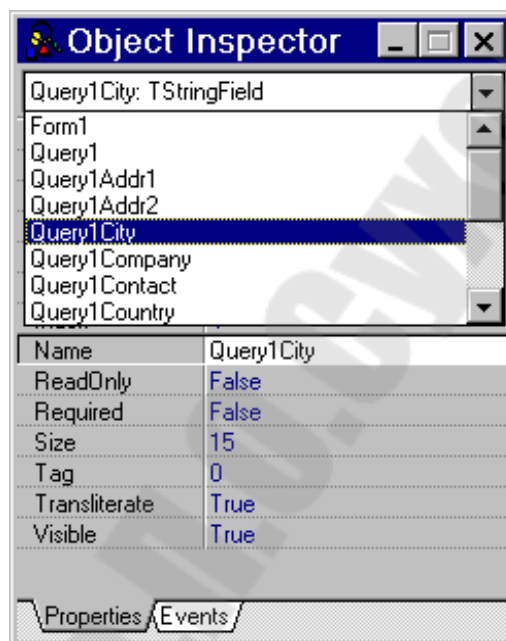 Object Inspector
Query1City: TStringField
Form1
Query1
Query1Addr1
Query1Addr2
Query1City
Query1Company
Query1Contact
Query1Country
Name Query1City
ReadOnly False
Required False
Size 15
Tag 0
Transliterate True
Visible True
Properties Events